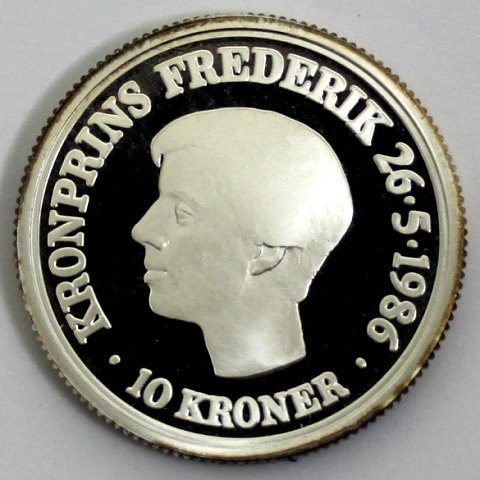 KRONPRINS FREDERIK 26·5·1986
· 10 KRONER ·